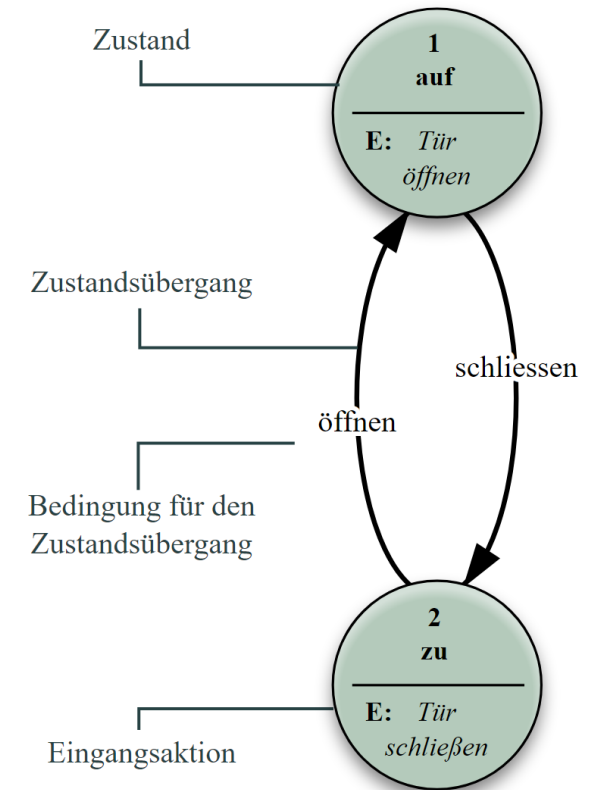 Zustand
1
auf
E: Tür
öffnen
Zustandsübergang
schliessen
öffnen
Bedingung für den
Zustandsübergang
2
zu
E: Tür
schließen
Eingangsaktion